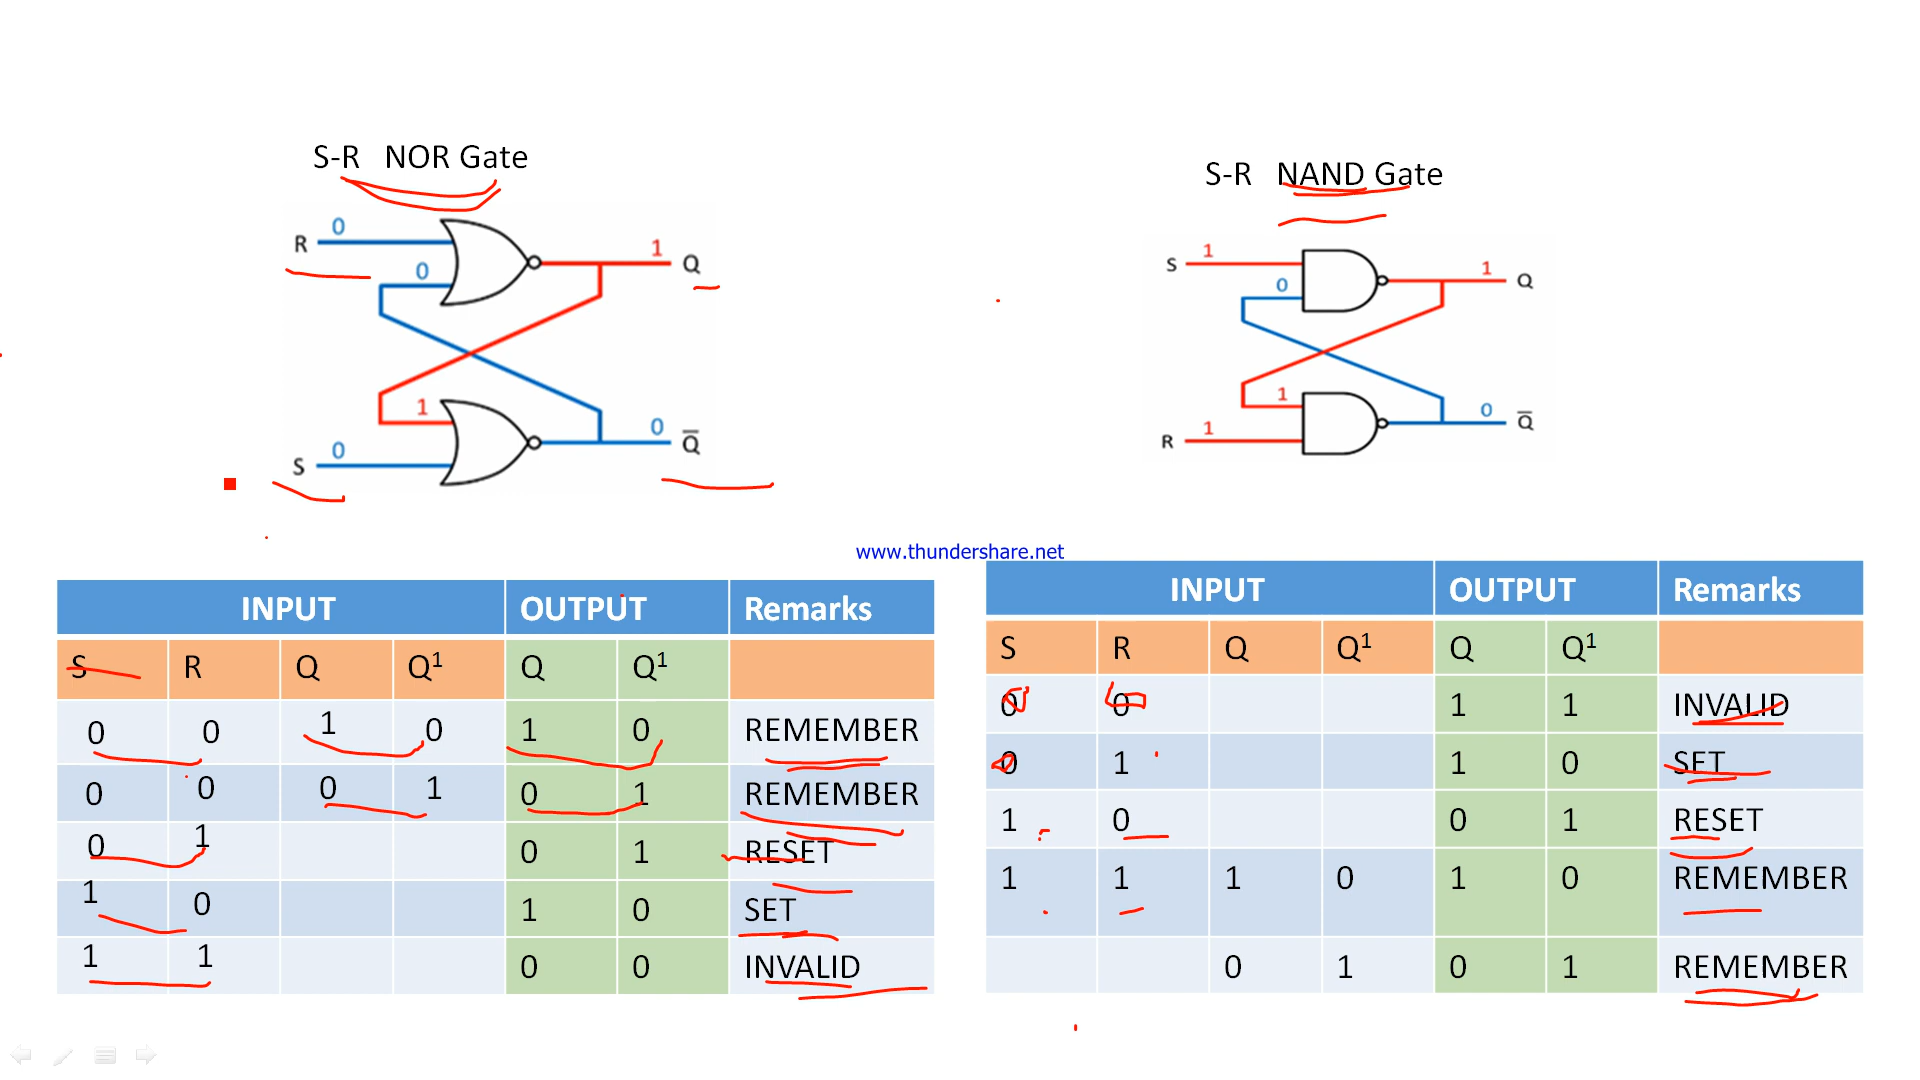 S-R NOR Gate
R 0
0
1 Q
1
S 0
0 Q̅
S-R NAND Gate
S 1
0
1 Q
1
R 1
0 Q̅
www.thundershare.net
INPUT OUTPUT Remarks
S R Q Q¹ Q Q¹
0 0 1 0 1 0 REMEMBER
0 0 0 1 0 1 REMEMBER
0 1 0 1 RESET
1 0 1 0 SET
1 1 0 0 INVALID
INPUT OUTPUT Remarks
S R Q Q¹ Q Q¹
0 0 1 1 INVALID
0 1 1 0 SET
1 0 0 1 RESET
1 1 1 0 1 0 REMEMBER
0 1 0 1 REMEMBER